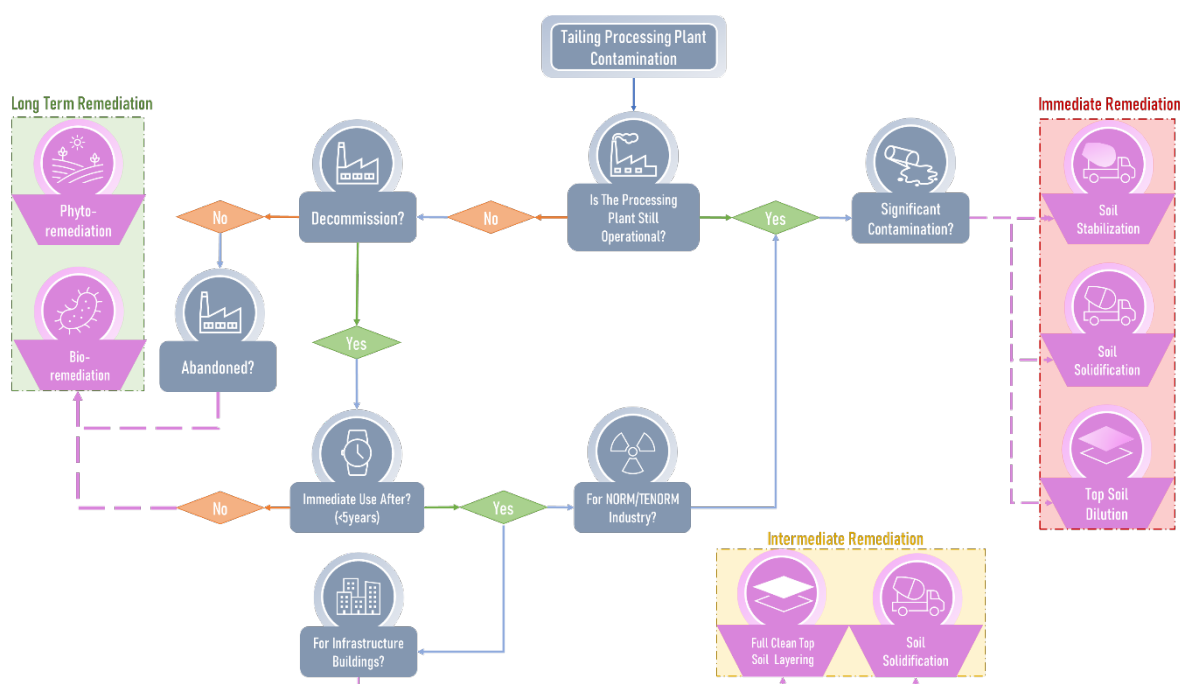 Tailing Processing Plant
Contamination
Long Term Remediation
Immediate Remediation
Phyto-
remediation
No
Decommission?
No
Is The Processing
Plant Still
Operational?
Yes
Significant
Contamination?
Soil
Stabilization
Bio-
remediation
Abandoned?
Yes
Soil
Solidification
No
Immediate Use After?
(<5years)
Yes
For NORM/TENORM
Industry?
Top Soil
Dilution
Intermediate Remediation
For Infrastructure
Buildings?
Full Clean Top
Soil Layering
Soil
Solidification